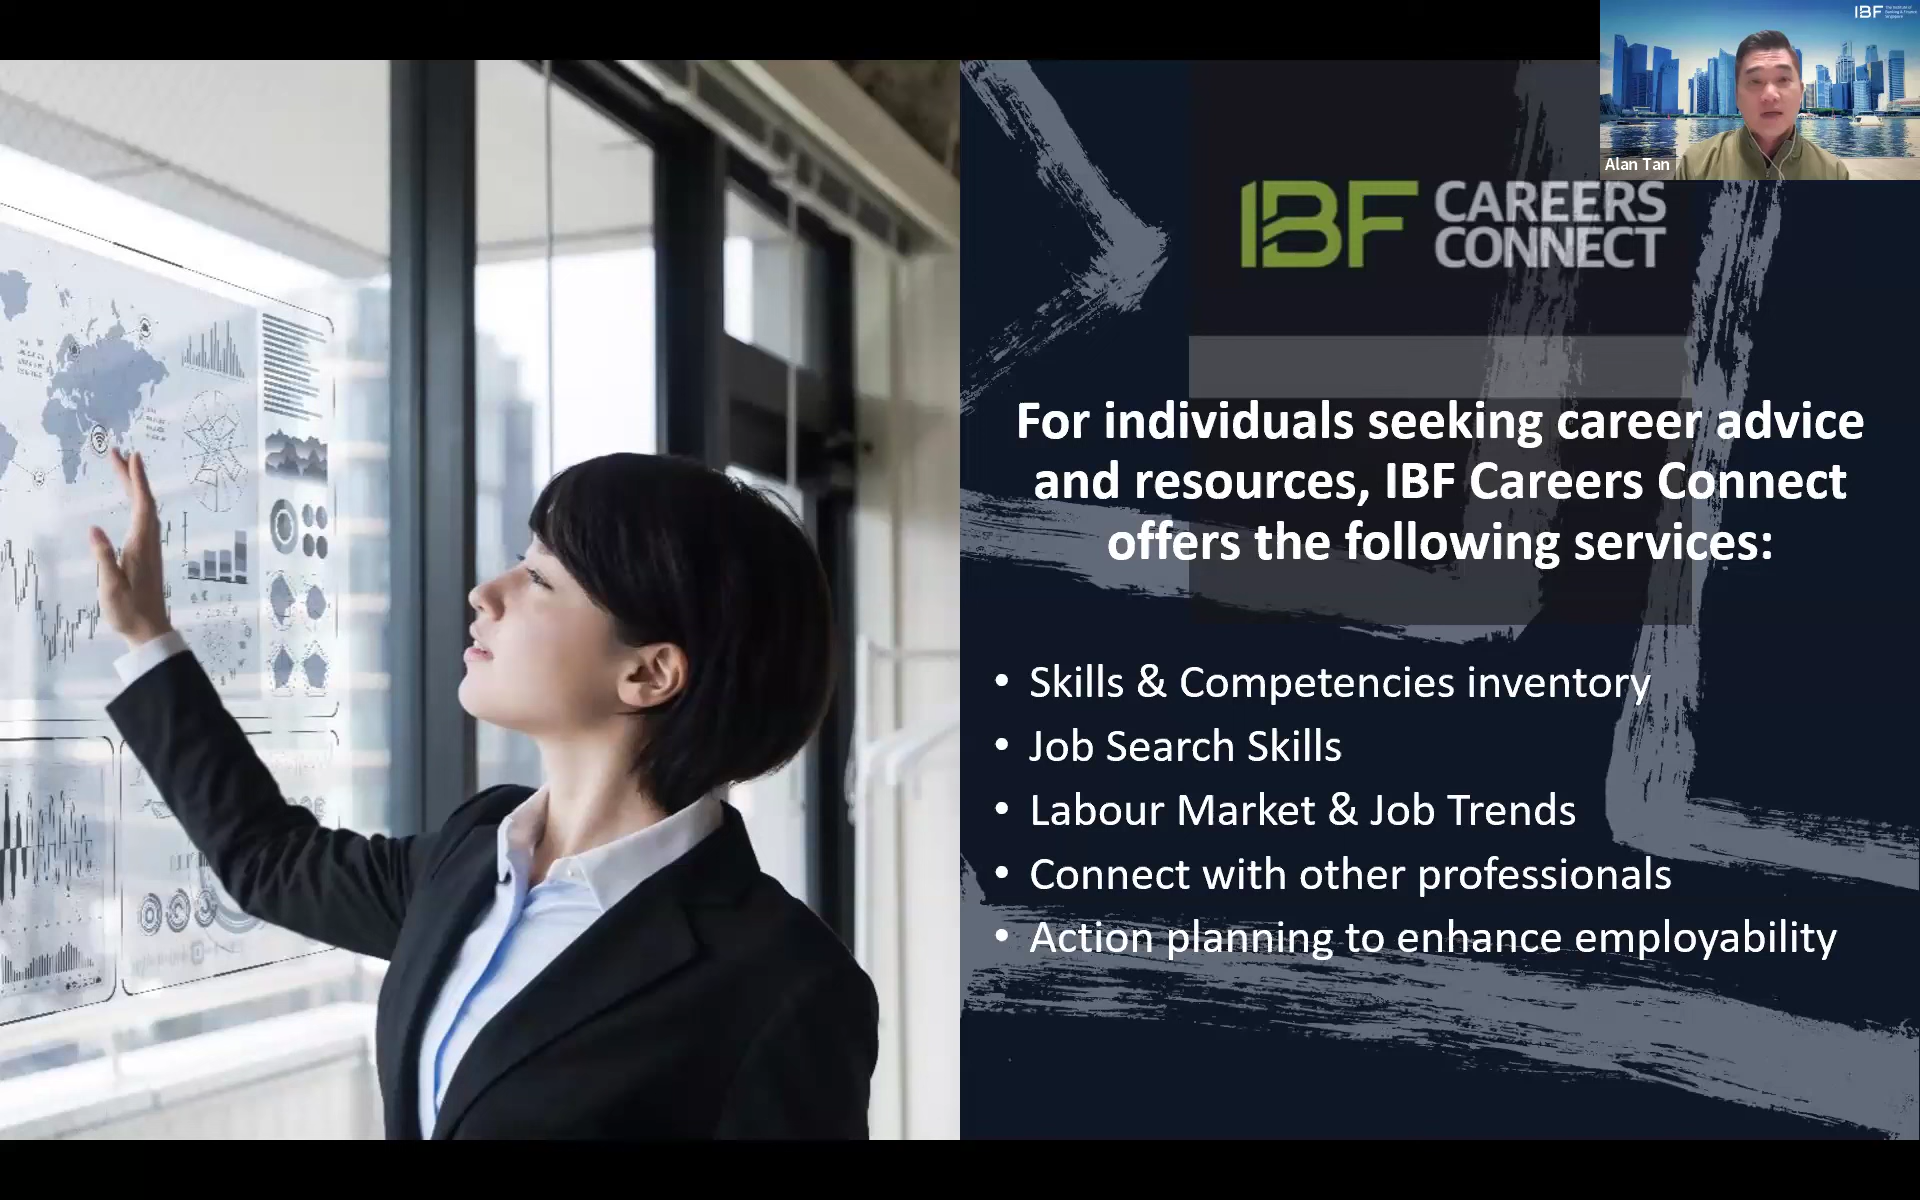 IBF
Alan Tan
IBF CAREERS
CONNECT
For individuals seeking career advice
and resources, IBF Careers Connect
offers the following services:
• Skills & Competencies inventory
• Job Search Skills
• Labour Market & Job Trends
• Connect with other professionals
• Action planning to enhance employability